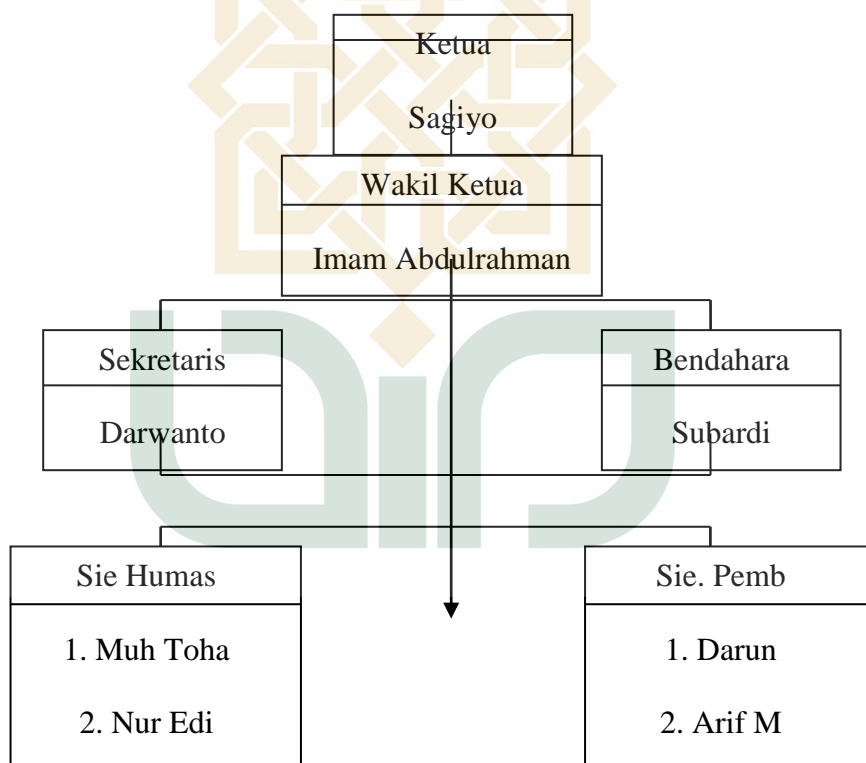 Ketua
Sagiyo
Wakil Ketua
Imam Abdulrahman
Sekretaris
Darwanto
Bendahara
Subardi
Sie Humas
1. Muh Toha
2. Nur Edi
Sie. Pemb
1. Darun
2. Arif M